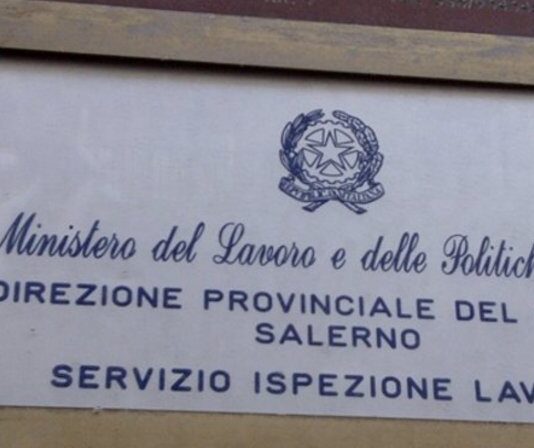 Ministero del Lavoro e delle Politich
DIREZIONE PROVINCIALE DEL
SALERNO
SERVIZIO ISPEZIONE LAV